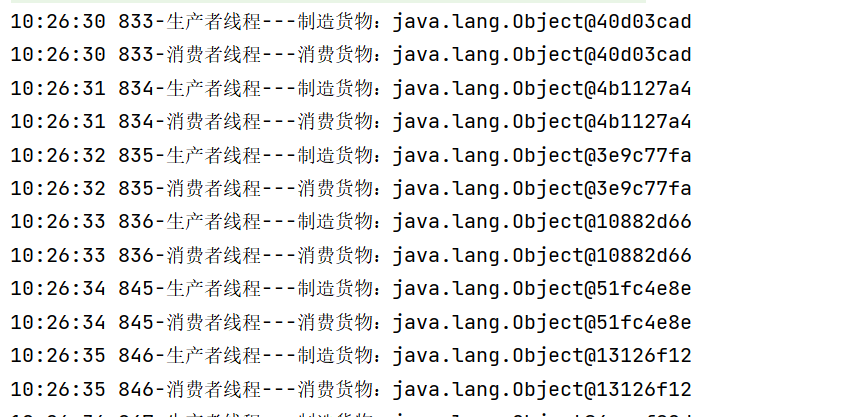 10:26:30 833-生产者线程---制造货物：java.lang.Object@40d03cad
10:26:30 833-消费者线程---消费货物：java.lang.Object@40d03cad
10:26:31 834-生产者线程---制造货物：java.lang.Object@4b1127a4
10:26:31 834-消费者线程---消费货物：java.lang.Object@4b1127a4
10:26:32 835-生产者线程---制造货物：java.lang.Object@3e9c77fa
10:26:32 835-消费者线程---消费货物：java.lang.Object@3e9c77fa
10:26:33 836-生产者线程---制造货物：java.lang.Object@10882d66
10:26:33 836-消费者线程---消费货物：java.lang.Object@10882d66
10:26:34 845-生产者线程---制造货物：java.lang.Object@51fc4e8e
10:26:34 845-消费者线程---消费货物：java.lang.Object@51fc4e8e
10:26:35 846-生产者线程---制造货物：java.lang.Object@13126f12
10:26:35 846-消费者线程---消费货物：java.lang.Object@13126f12